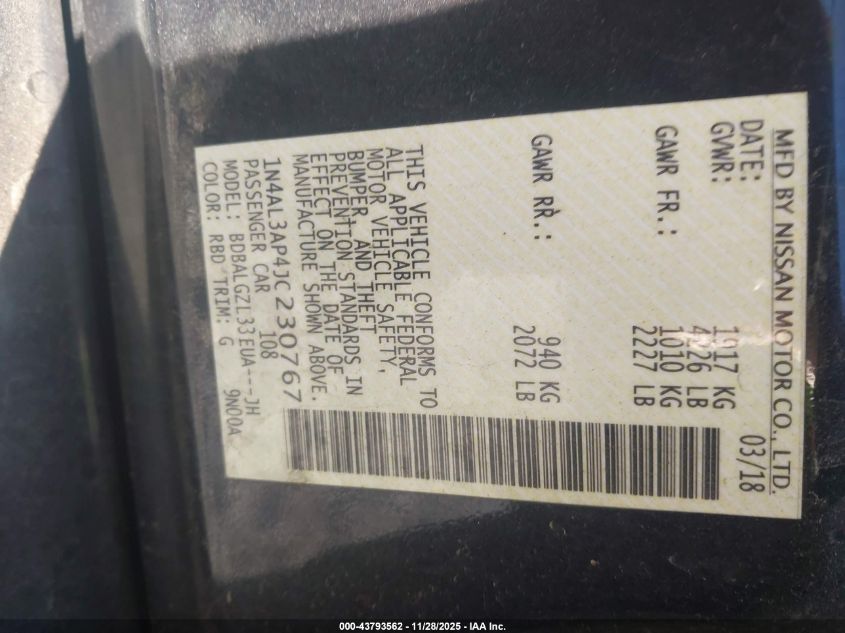 MFD BY NISSAN MOTOR CO., LTD.
DATE: 03/18
GVWR: 1917 KG
4226 LB
GAWR FR.: 1010 KG
2227 LB
GAWR RR.: 940 KG
2072 LB
THIS VEHICLE CONFORMS TO
ALL APPLICABLE FEDERAL
MOTOR VEHICLE SAFETY,
BUMPER, AND THEFT
PREVENTION STANDARDS IN
EFFECT ON THE DATE OF
MANUFACTURE SHOWN ABOVE.
1N4AL3AP4JC230767
PASSENGER CAR 108
MODEL: BDBALGZL33EUA---JH
COLOR: RBD TRIM: G 9N00A
000-43793562 | 11/28/2025 - IAA Inc.